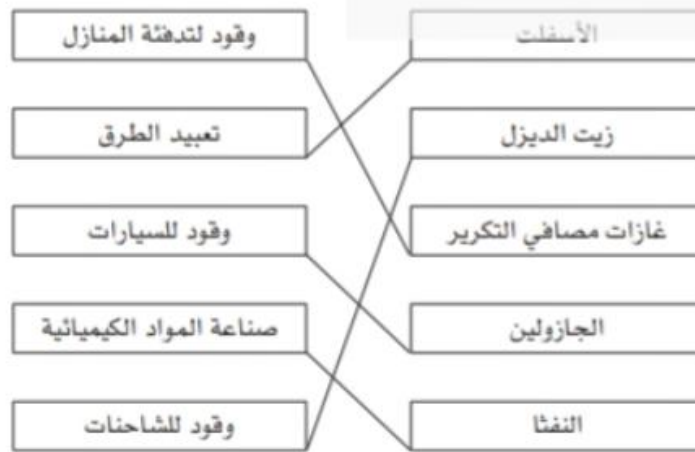 الأسفلت
وقود لتدفئة المنازل
زيت الديزل
تعبيد الطرق
غازات مصافي التكرير
وقود للسيارات
الجازولين
صناعة المواد الكيميائية
النفثا
وقود للشاحنات